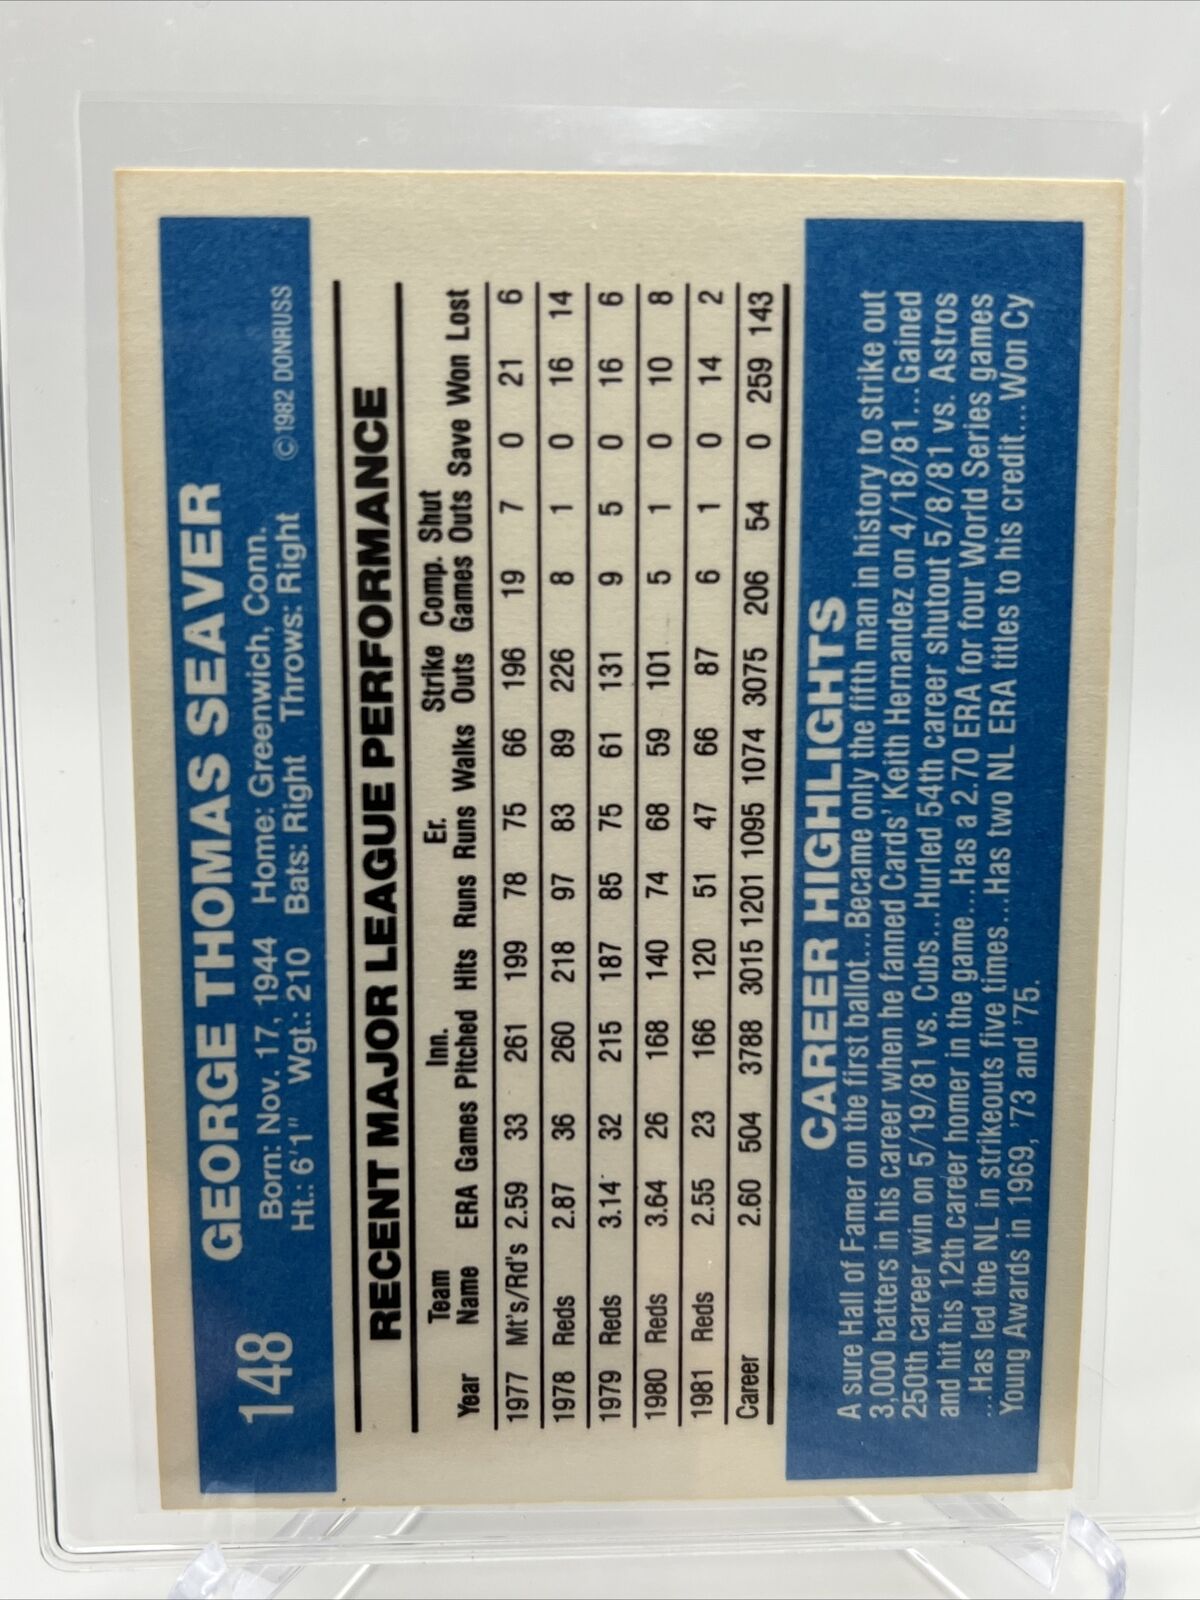 148
GEORGE THOMAS SEAVER
Born: Nov. 17, 1944 Home: Greenwich, Conn.
Ht.: 6'1" Wgt.: 210 Bats: Right Throws: Right ©1982 DONRUSS
RECENT MAJOR LEAGUE PERFORMANCE
Team Inn. Er. Strike Comp. Shut
Year Name ERA Games Pitched Hits Runs Runs Walks Outs Games Outs Save Won Lost
1977 Mt's/Rd's 2.59 33 261 199 78 75 66 196 19 7 0 21 6
1978 Reds 2.87 36 260 218 97 83 89 226 8 1 0 16 14
1979 Reds 3.14 32 215 187 85 75 61 131 9 5 0 16 6
1980 Reds 3.64 26 168 140 74 68 59 101 5 1 0 10 8
1981 Reds 2.55 23 166 120 51 47 66 87 6 1 0 14 2
Career 2.60 504 3788 3015 1201 1095 1074 3075 206 54 0 259 143
CAREER HIGHLIGHTS
A sure Hall of Famer on the first ballot...Became only the fifth man in history to strike out
3,000 batters in his career when he fanned Cards' Keith Hernandez on 4/18/81...Gained
250th career win on 5/19/81 vs. Cubs...Hurled 54th career shutout 5/8/81 vs. Astros
and hit his 12th career homer in the game...Has a 2.70 ERA for four World Series games
...Has led the NL in strikeouts five times...Has two NL ERA titles to his credit...Won Cy
Young Awards in 1969, '73 and '75.